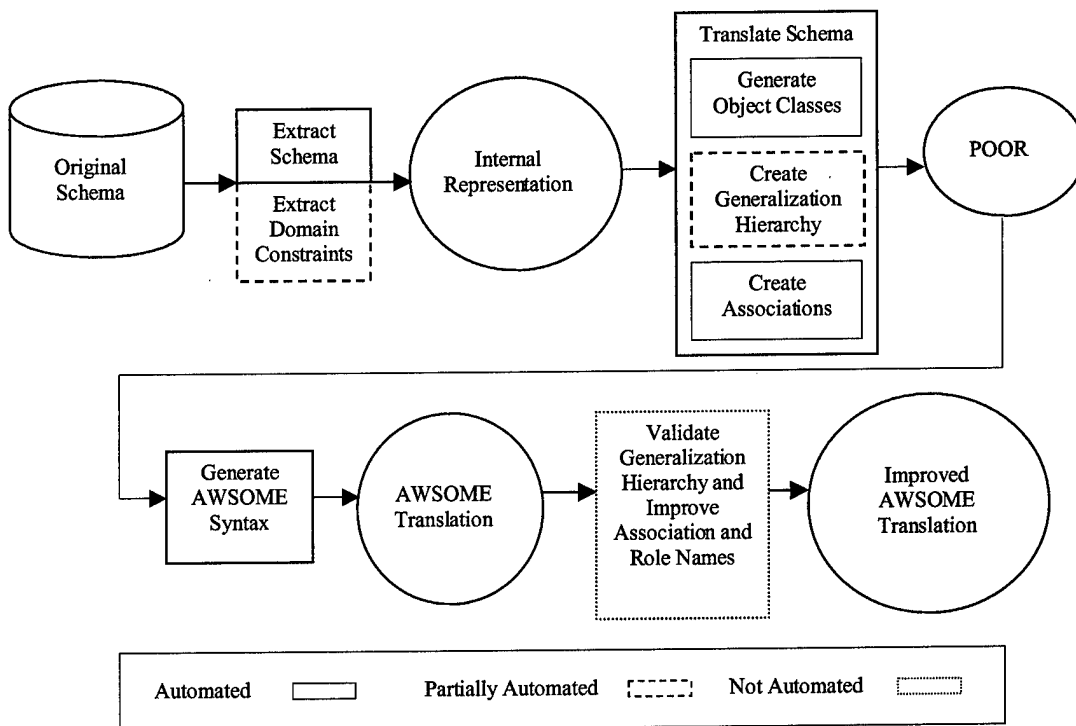 Original
Schema
Extract
Schema
Extract
Domain
Constraints
Internal
Representation
Translate Schema
Generate
Object Classes
Create
Generalization
Hierarchy
Create
Associations
POOR
Generate
AWSOME
Syntax
AWSOME
Translation
Validate
Generalization
Hierarchy and
Improve
Association and
Role Names
Improved
AWSOME
Translation
Automated
Partially Automated
Not Automated